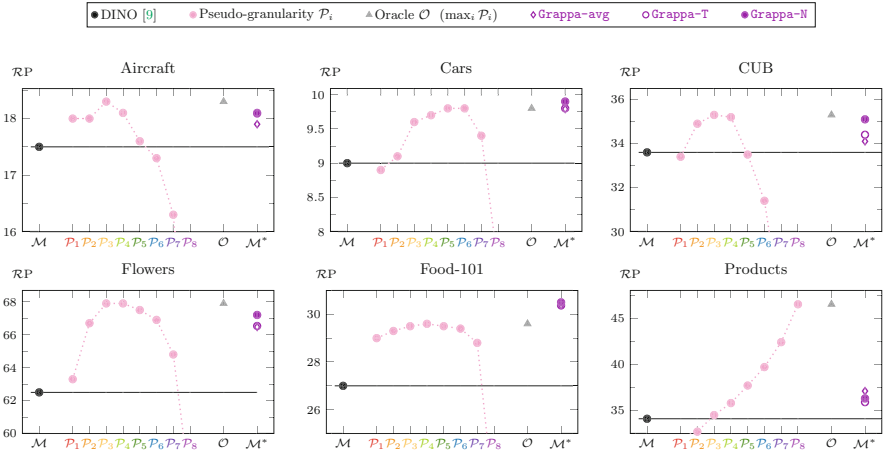 DINO [9] Pseudo-granularity 𝒫ᵢ Oracle 𝒪 (maxᵢ 𝒫ᵢ) Grappa-avg Grappa-T Grappa-N
ℛP Aircraft
18
17
16
ℳ 𝒫₁ 𝒫₂ 𝒫₃ 𝒫₄ 𝒫₅ 𝒫₆ 𝒫₇ 𝒫₈ 𝒪 ℳ*
ℛP Cars
10
9.5
9
8.5
8
ℳ 𝒫₁ 𝒫₂ 𝒫₃ 𝒫₄ 𝒫₅ 𝒫₆ 𝒫₇ 𝒫₈ 𝒪 ℳ*
ℛP CUB
36
34
32
30
ℳ 𝒫₁ 𝒫₂ 𝒫₃ 𝒫₄ 𝒫₅ 𝒫₆ 𝒫₇ 𝒫₈ 𝒪 ℳ*
ℛP Flowers
68
66
64
62
60
ℳ 𝒫₁ 𝒫₂ 𝒫₃ 𝒫₄ 𝒫₅ 𝒫₆ 𝒫₇ 𝒫₈ 𝒪 ℳ*
ℛP Food-101
30
28
26
ℳ 𝒫₁ 𝒫₂ 𝒫₃ 𝒫₄ 𝒫₅ 𝒫₆ 𝒫₇ 𝒫₈ 𝒪 ℳ*
ℛP Products
45
40
35
ℳ 𝒫₁ 𝒫₂ 𝒫₃ 𝒫₄ 𝒫₅ 𝒫₆ 𝒫₇ 𝒫₈ 𝒪 ℳ*